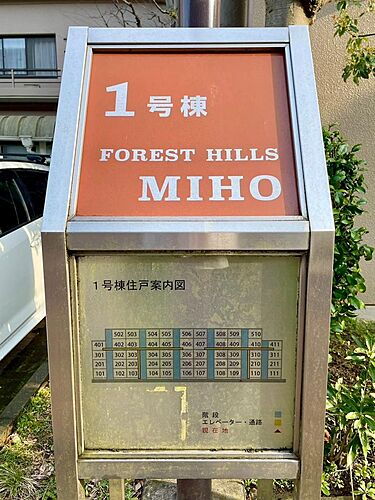 1号棟
FOREST HILLS
MIHO
1号棟住戸案内図
502 503 504 505 506 507 508 509 510
401 402 403 404 405 406 407 408 409 410 411
301 302 303 304 305 306 307 308 309 310 311
201 202 203 204 205 206 207 208 209 210 211
101 102 103 104 105 106 107 108 109 110 111
階段
エレベーター・通路
現在地